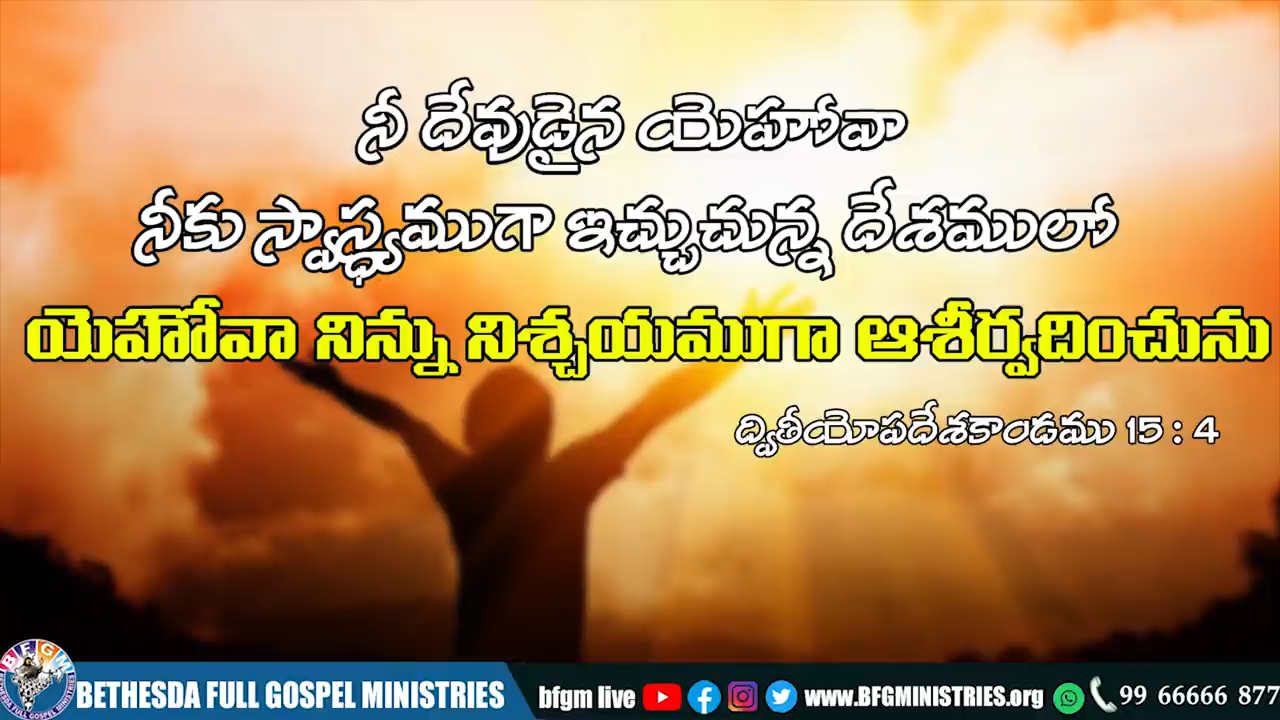 నీ దేవుడైన యెహోవా
నీకు స్వాస్థ్యముగా ఇచ్చుచున్న దేశములో
యెహోవా నిన్ను నిశ్చయముగా ఆశీర్వదించును
ద్వితీయోపదేశకాండము 15 : 4
BFGM
BETHESDA FULL GOSPEL MINISTRIES
bfgm live
www.BFGMINISTRIES.org
99 66666 877